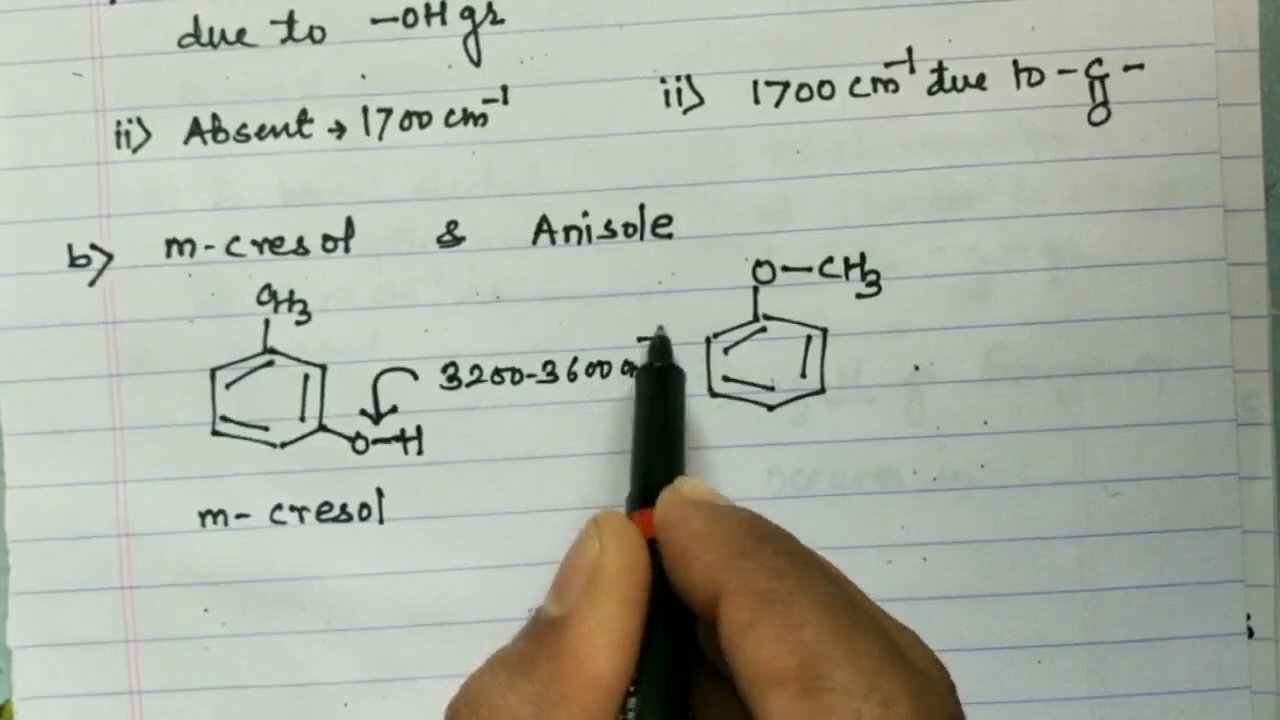 due to -OH gr
ii) Absent → 1700 cm⁻¹
ii) 1700 cm⁻¹ due to -C-
O
b) m-cresol & Anisole
CH3
O-CH3
3200-3600
O-H
m-cresol